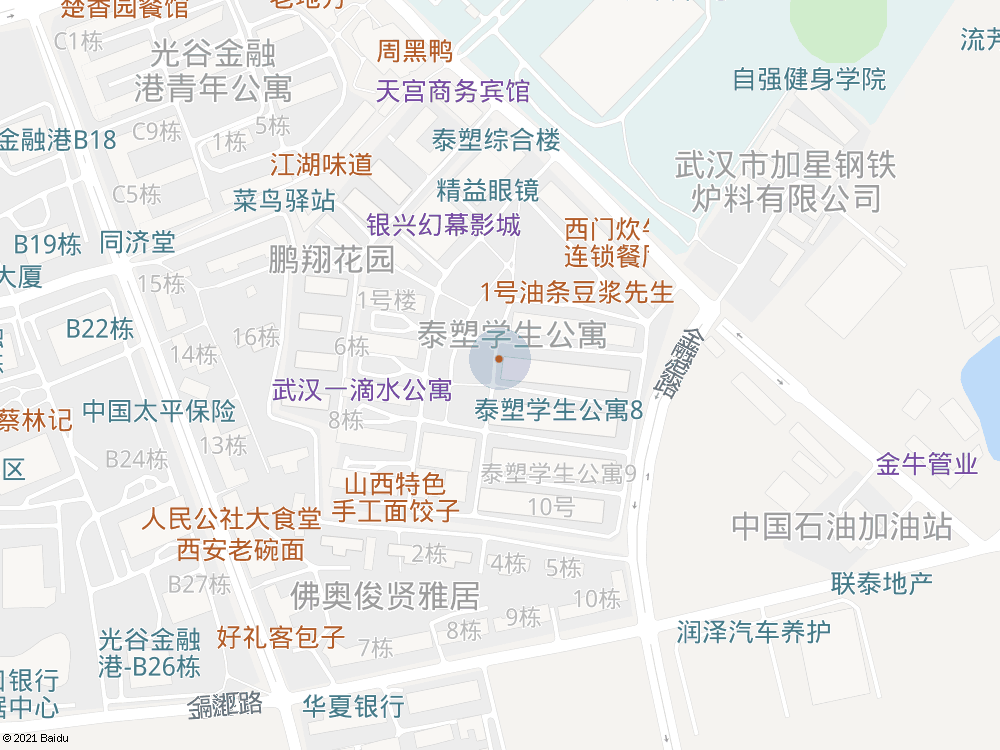 楚香园餐馆
老地方
C1栋
光谷金融
港青年公寓
周黑鸭
流芳
自强健身学院
天宫商务宾馆
金融港B18
C9栋
1栋
5栋
泰塑综合楼
江湖味道
武汉市加星钢铁
炉料有限公司
C5栋
菜鸟驿站
精益眼镜
银兴幻幕影城
西门炊
连锁餐厅
B19栋
同济堂
大厦
鹏翔花园
15栋
1号楼
1号油条豆浆先生
B22栋
16栋
6栋
泰塑学生公寓
金融港路
14栋
武汉一滴水公寓
蔡林记
中国太平保险
8栋
泰塑学生公寓8
13栋
B24栋
区
山西特色
手工面饺子
泰塑学生公寓9
10号
金牛管业
人民公社大食堂
西安老碗面
中国石油加油站
2栋
4栋
5栋
B27栋
佛奥俊贤雅居
联泰地产
10栋
9栋
8栋
7栋
好礼客包子
润泽汽车养护
光谷金融
港-B26栋
银行
据中心
华夏银行
© 2021 Baidu